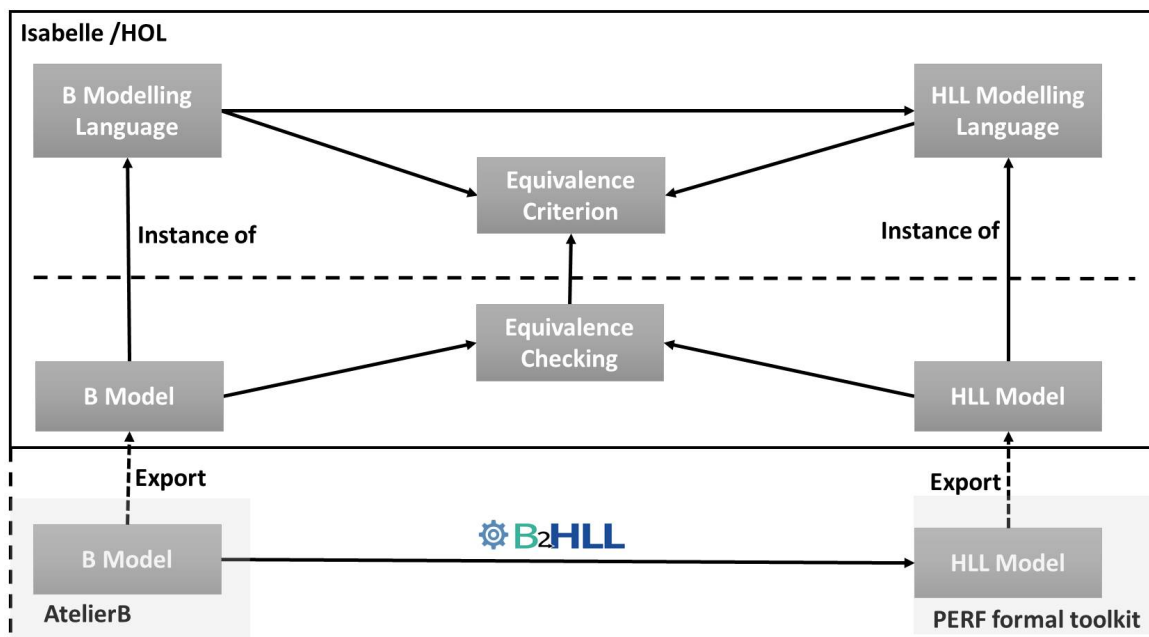 Isabelle /HOL
B Modelling
Language
HLL Modelling
Language
Equivalence
Criterion
Instance of
Instance of
Equivalence
Checking
B Model
HLL Model
Export
Export
B2HLL
B Model
HLL Model
AtelierB
PERF formal toolkit